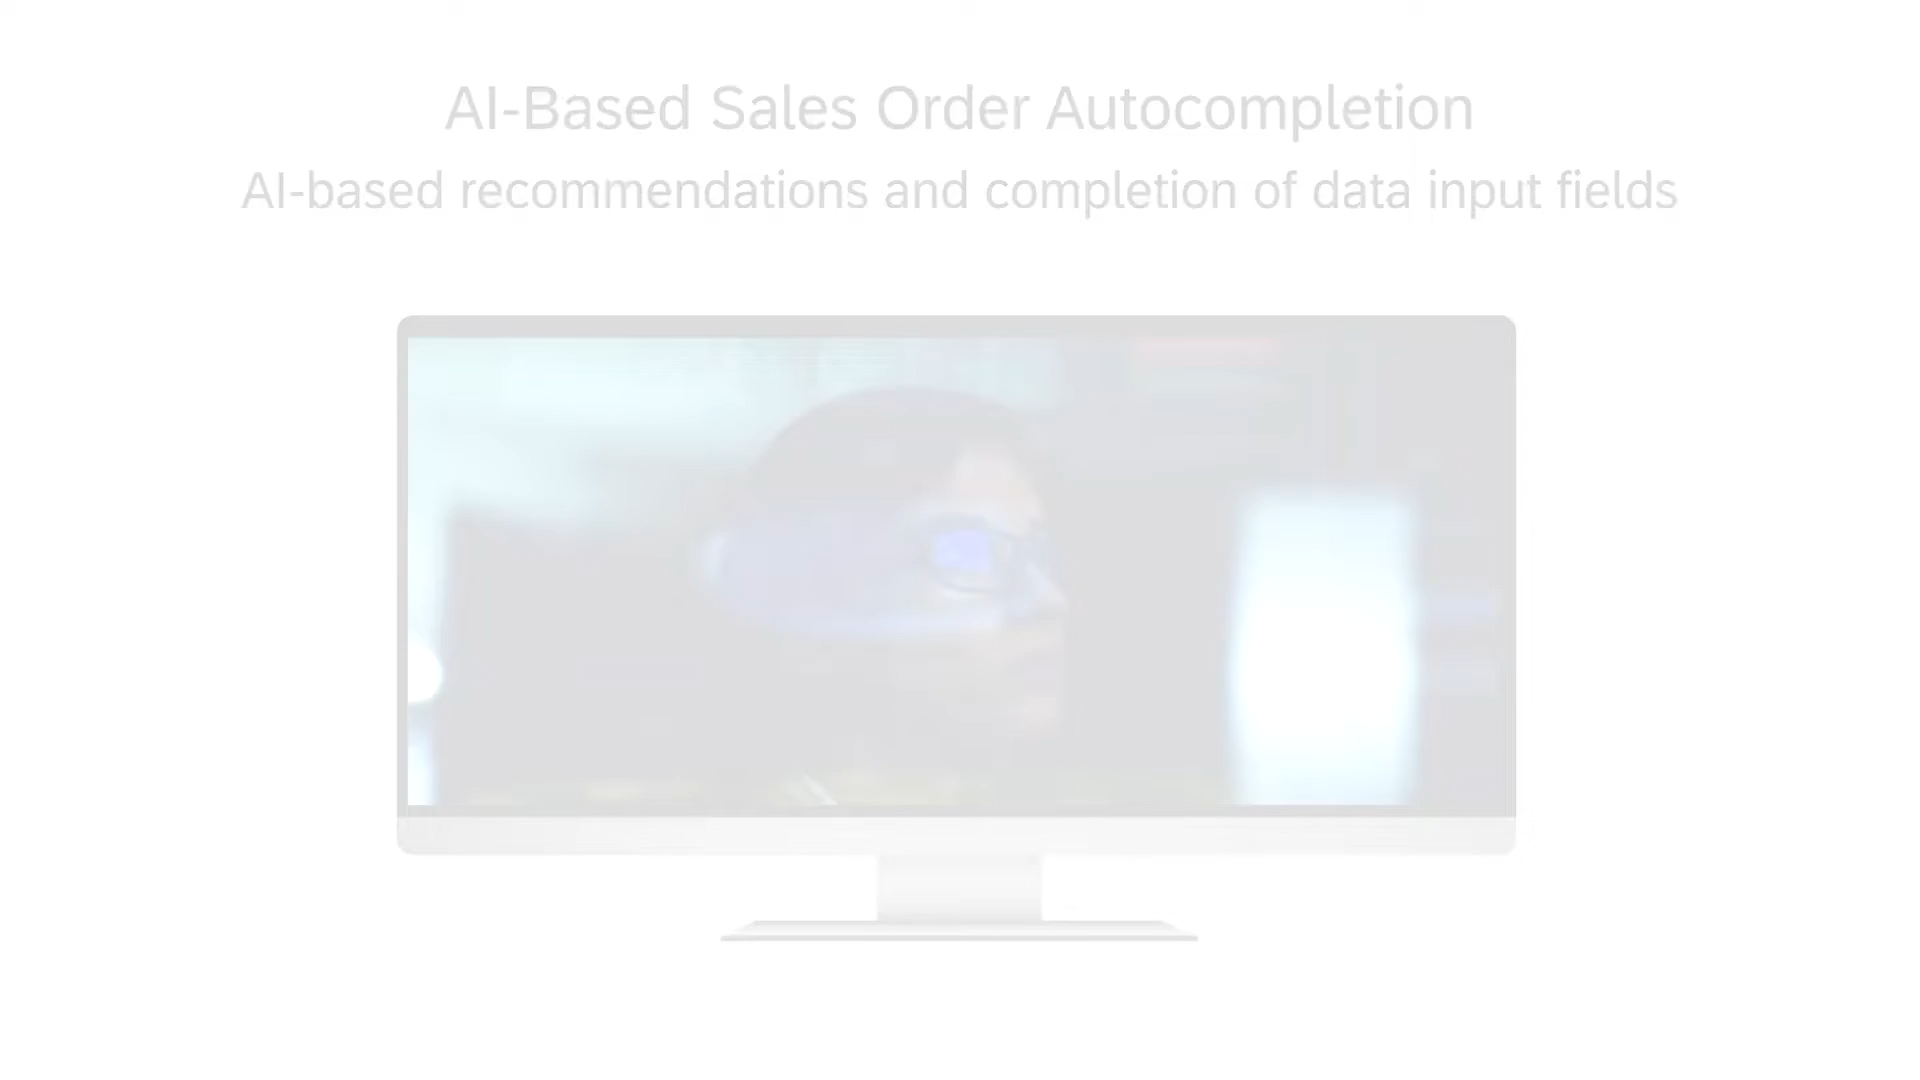 AI-Based Sales Order Autocompletion
AI-based recommendations and completion of data input fields